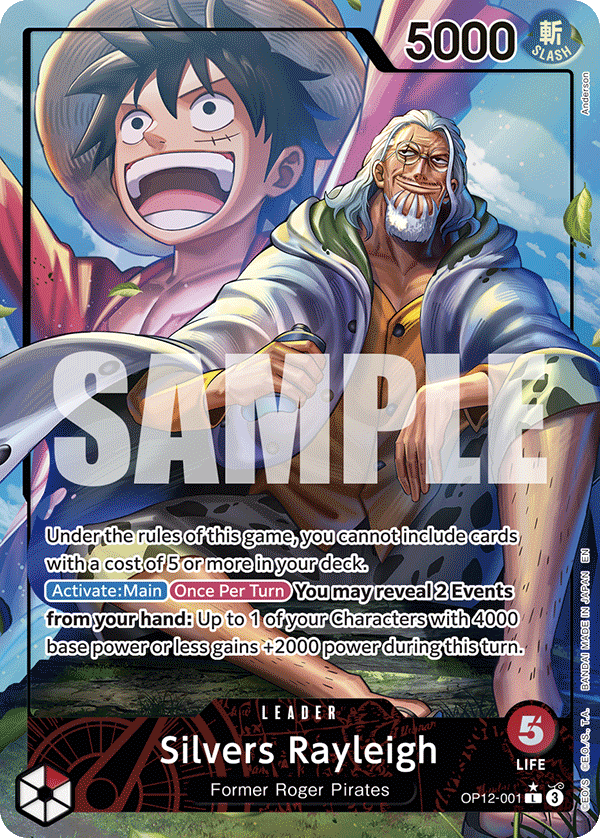 5000
斬
SLASH
Anderson
SAMPLE
Under the rules of this game, you cannot include cards
with a cost of 5 or more in your deck.
Activate:Main Once Per Turn You may reveal 2 Events
from your hand: Up to 1 of your Characters with 4000
base power or less gains +2000 power during this turn.
LEADER
Silvers Rayleigh
Former Roger Pirates
5
LIFE
OP12-001 L 3
©ED/S ©E.O./S., T.A. BANDAI MADE IN JAPAN EN